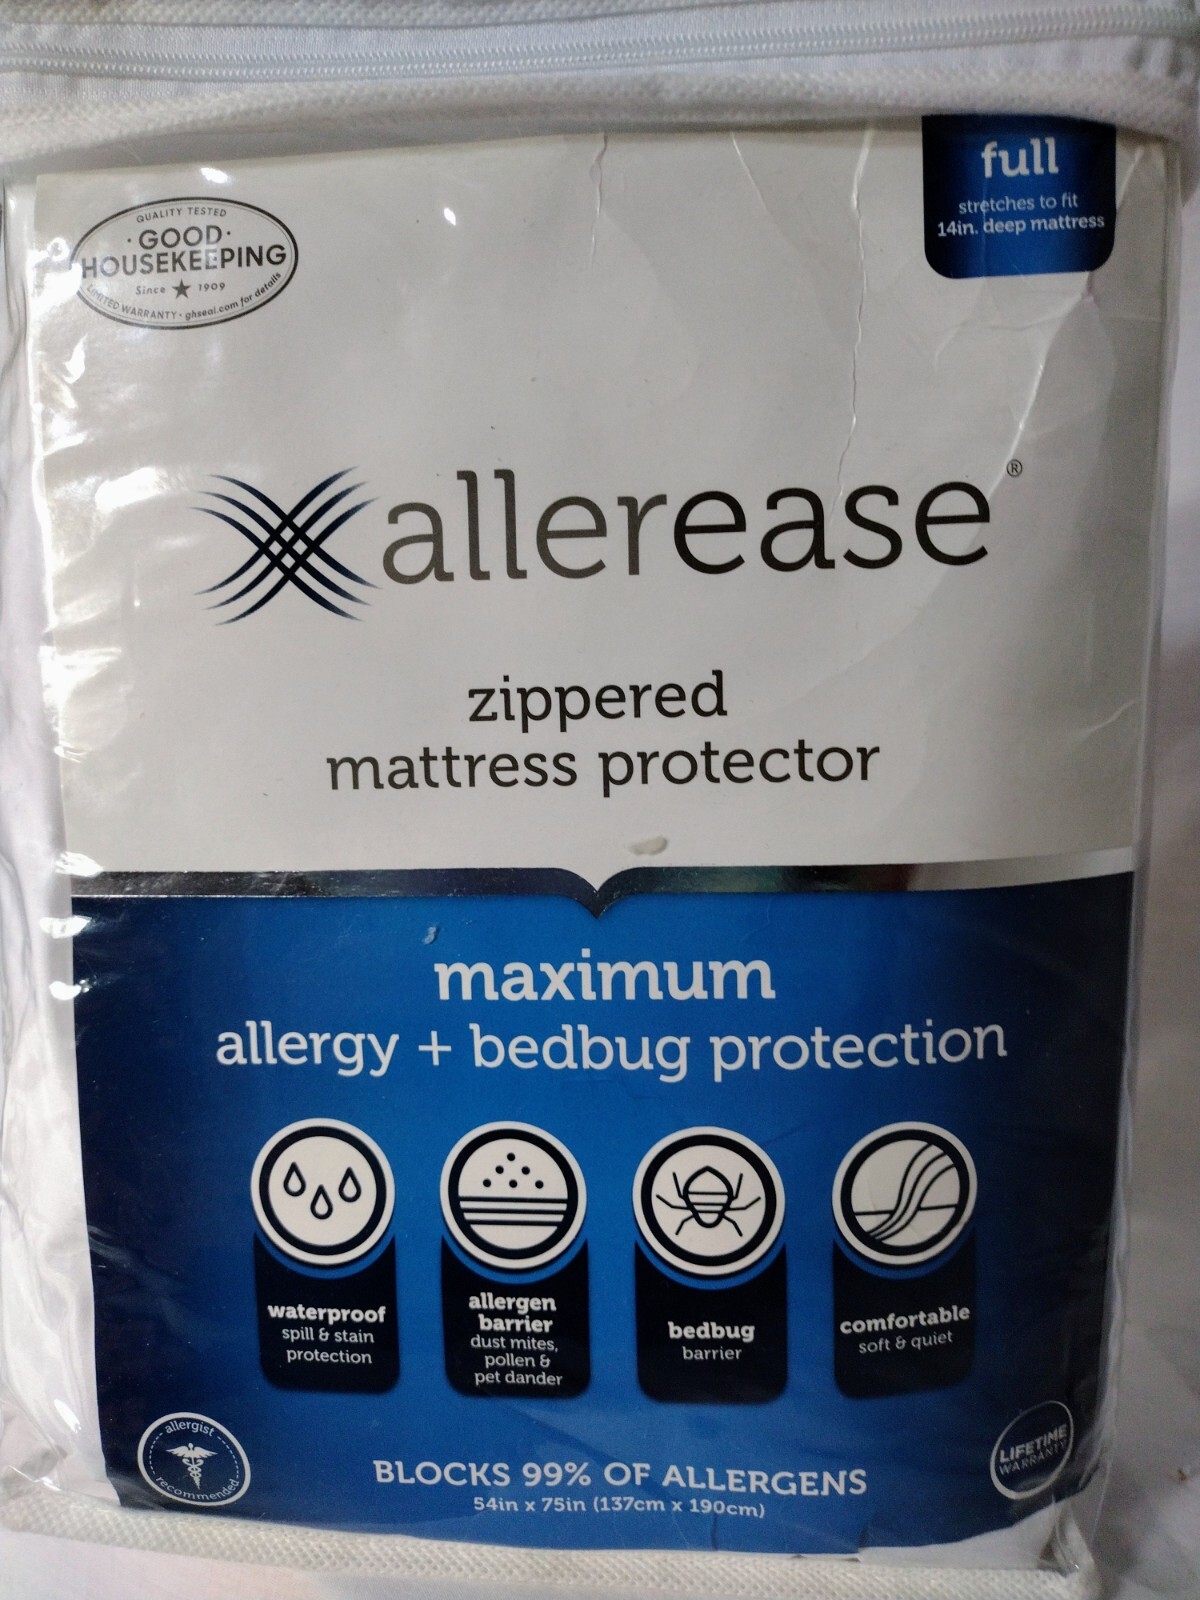 full
stretches to fit
14in. deep mattress
QUALITY TESTED
·GOOD·
HOUSEKEEPING
Since ★ 1909
LIMITED WARRANTY · ghseal.com for details
allerease®
zippered
mattress protector
maximum
allergy + bedbug protection
waterproof
spill & stain
protection
allergen
barrier
dust mites,
pollen &
pet dander
bedbug
barrier
comfortable
soft & quiet
allergist
recommended
BLOCKS 99% OF ALLERGENS
54in x 75in (137cm x 190cm)
LIFETIME
WARRANTY